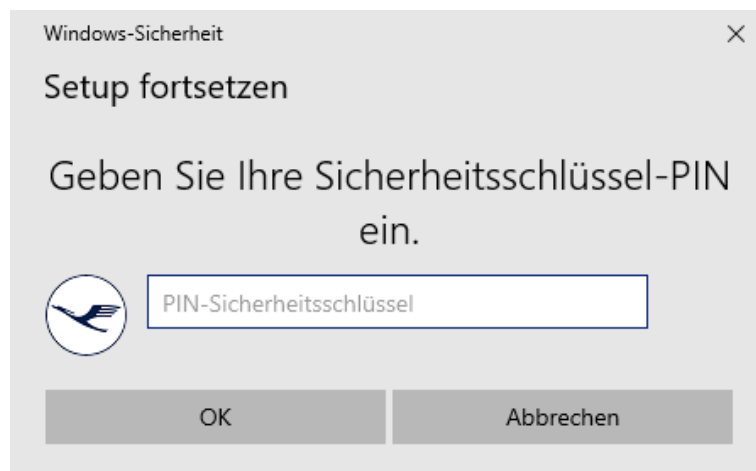 Windows-Sicherheit
Setup fortsetzen
Geben Sie Ihre Sicherheitsschlüssel-PIN
ein.
PIN-Sicherheitsschlüssel
OK
Abbrechen